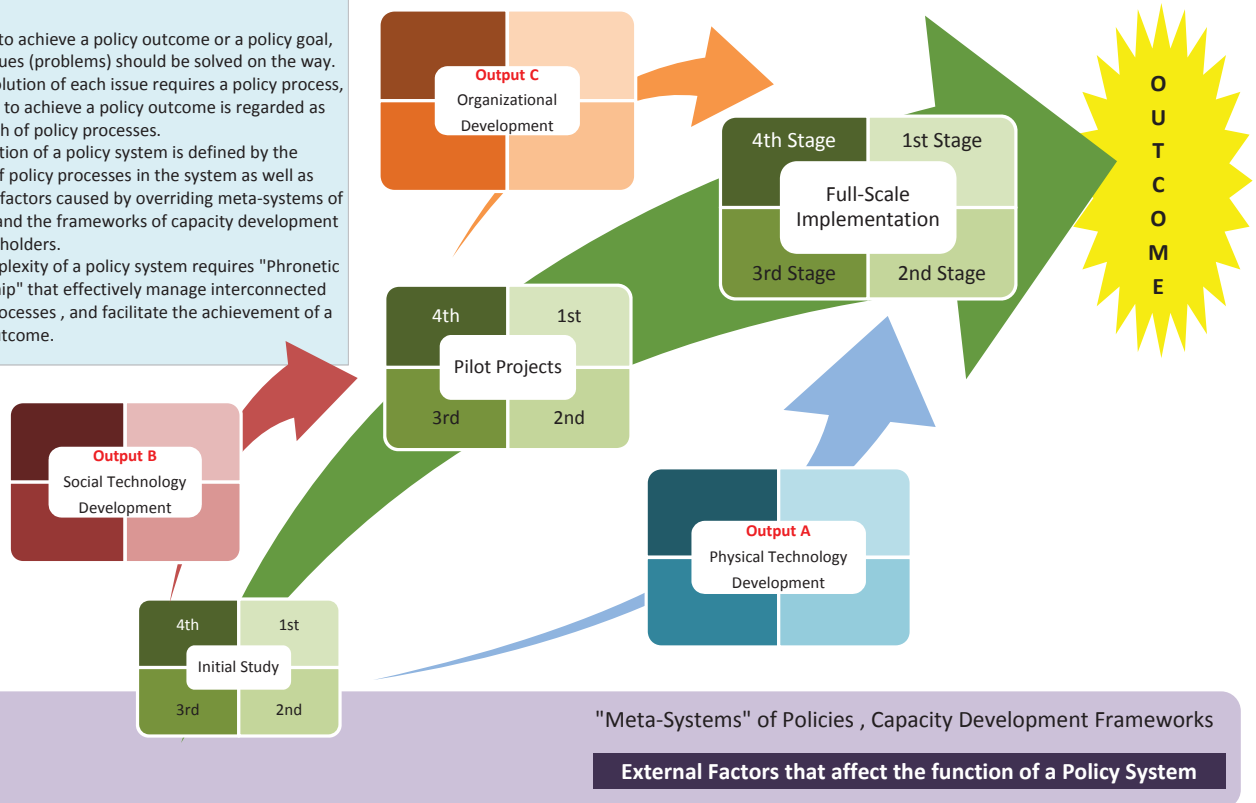 to achieve a policy outcome or a policy goal,
ues (problems) should be solved on the way.
olution of each issue requires a policy process,
to achieve a policy outcome is regarded as
h of policy processes.
tion of a policy system is defined by the
of policy processes in the system as well as
factors caused by overriding meta-systems of
and the frameworks of capacity development
holders.
plexity of a policy system requires "Phronetic
hip" that effectively manage interconnected
ocesses , and facilitate the achievement of a
utcome.
Output C
Organizational
Development
4th Stage
1st Stage
Full-Scale
Implementation
3rd Stage
2nd Stage
O
U
T
C
O
M
E
4th
1st
Pilot Projects
3rd
2nd
Output B
Social Technology
Development
Output A
Physical Technology
Development
4th
1st
Initial Study
3rd
2nd
"Meta-Systems" of Policies , Capacity Development Frameworks
External Factors that affect the function of a Policy System